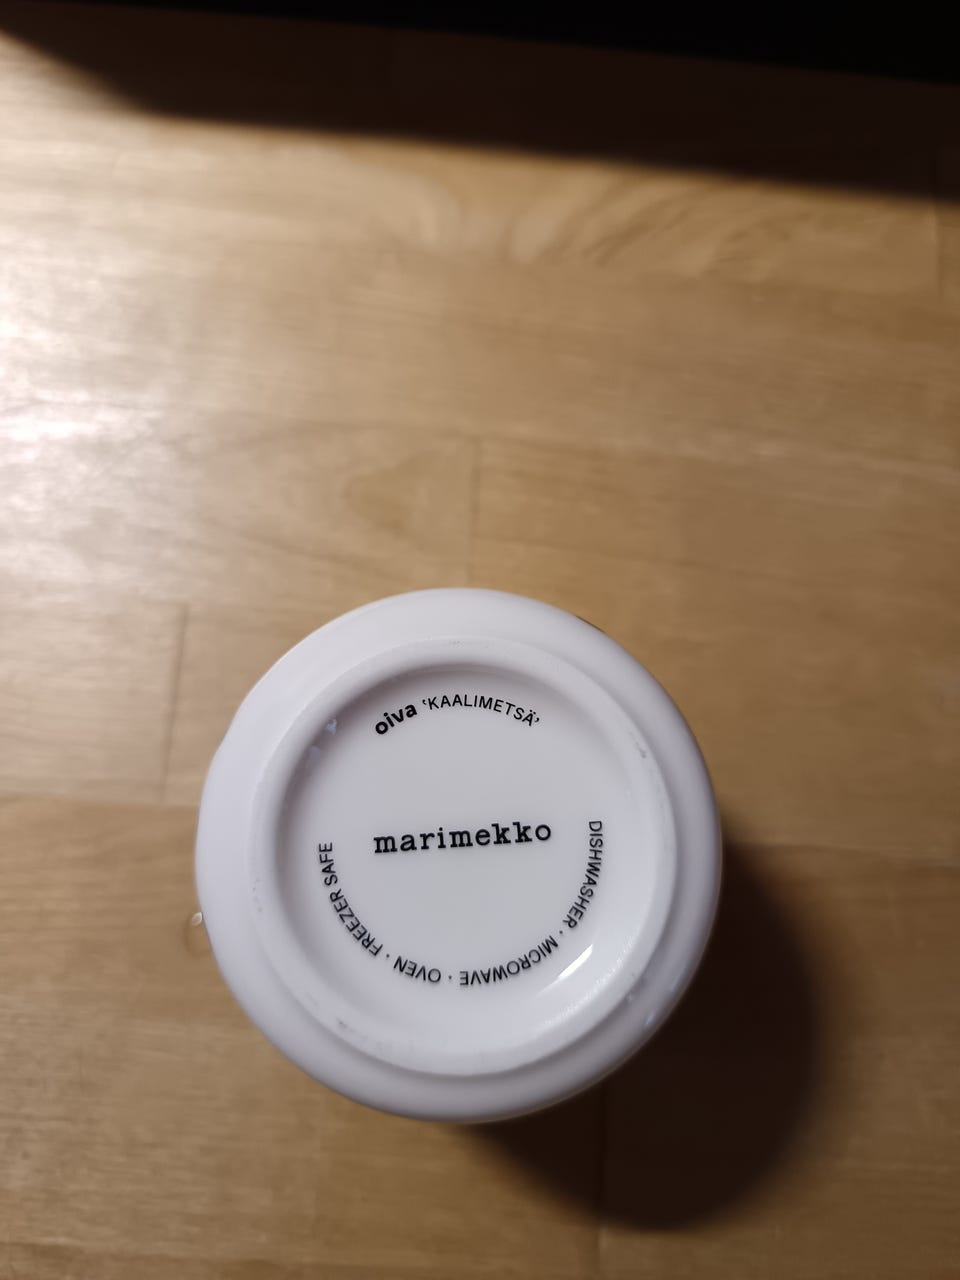 oiva ‘KAALIMETSÄ’
marimekko
DISHWASHER · MICROWAVE · OVEN · FREEZER SAFE